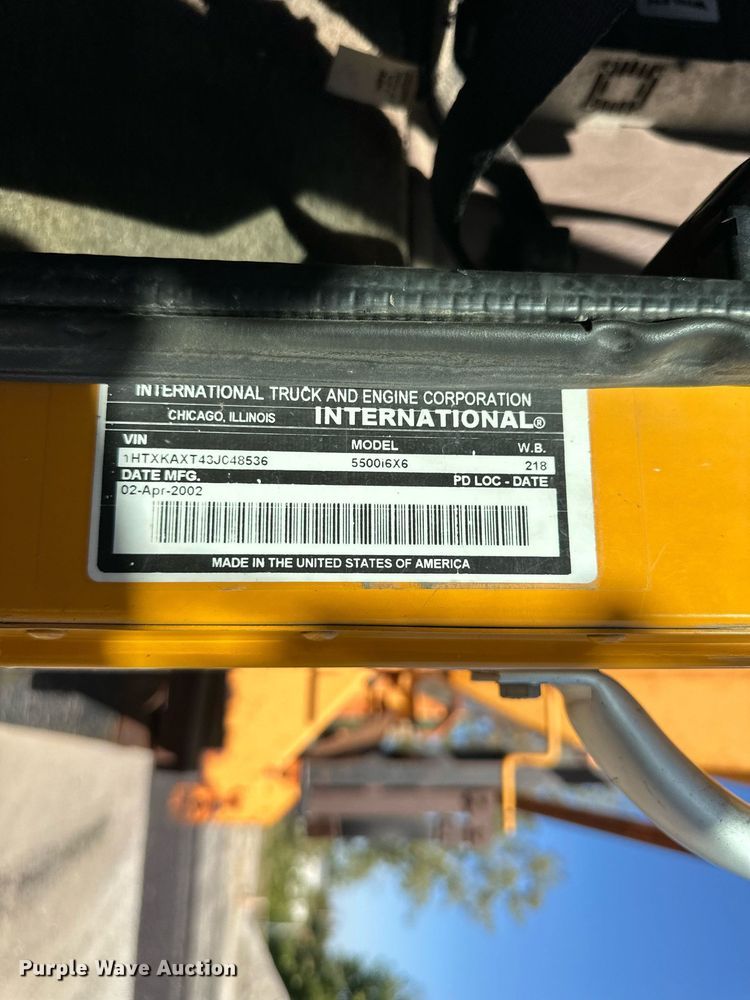 INTERNATIONAL TRUCK AND ENGINE CORPORATION
CHICAGO, ILLINOIS INTERNATIONAL®
VIN MODEL W.B.
1HTXKAXT43J048536 5500i6X6 218
DATE MFG. PD LOC - DATE
02-Apr-2002
MADE IN THE UNITED STATES OF AMERICA
Purple Wave Auction